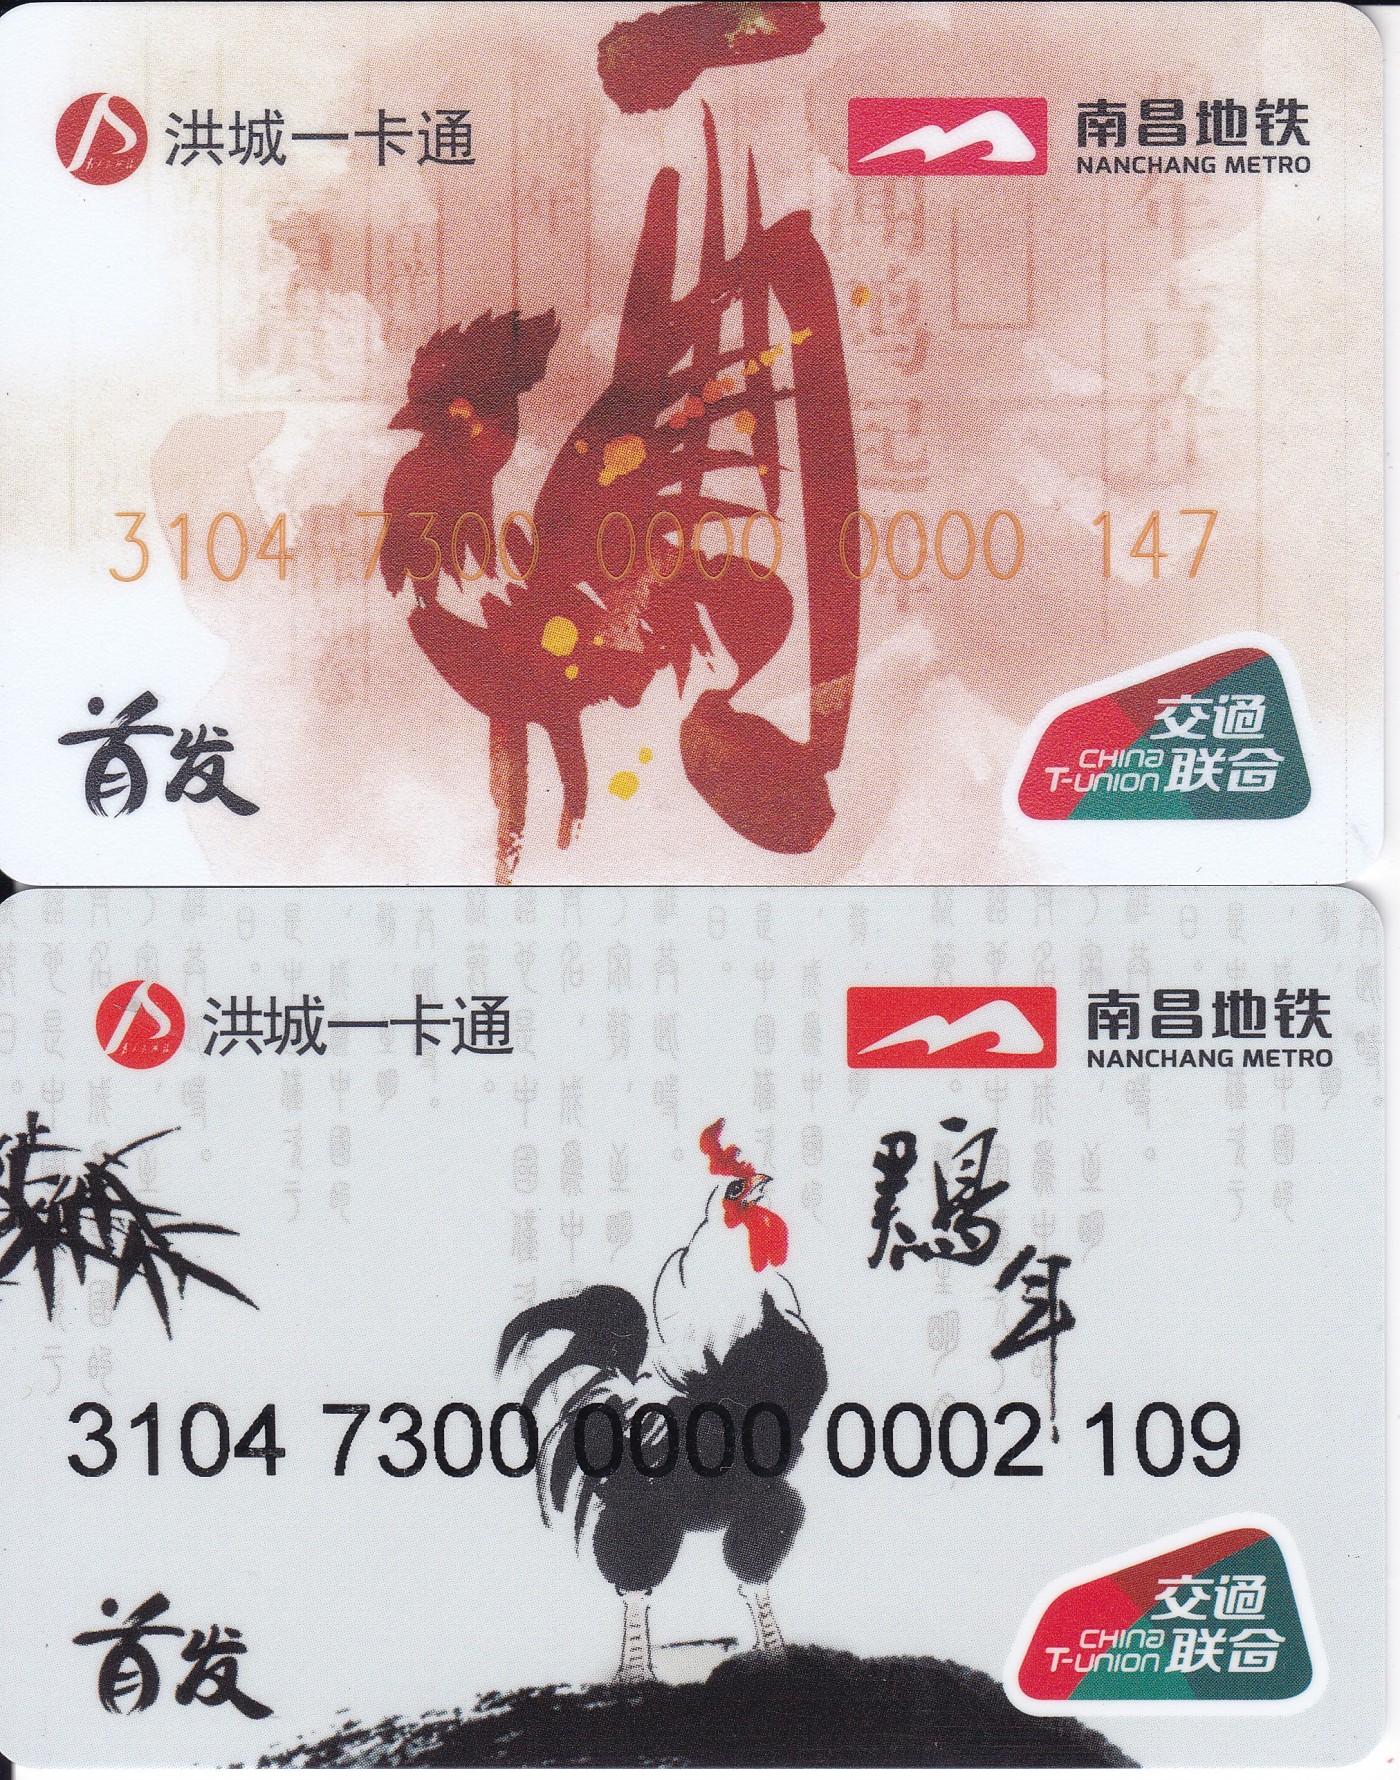 洪城一卡通
南昌地铁
NANCHANG METRO
3104 7300 0000 0000 147
首发
交通
CHINA
T-UNION 联合
洪城一卡通
南昌地铁
NANCHANG METRO
鷄年
3104 7300 0000 0002 109
首发
交通
CHINA
T-UNION 联合